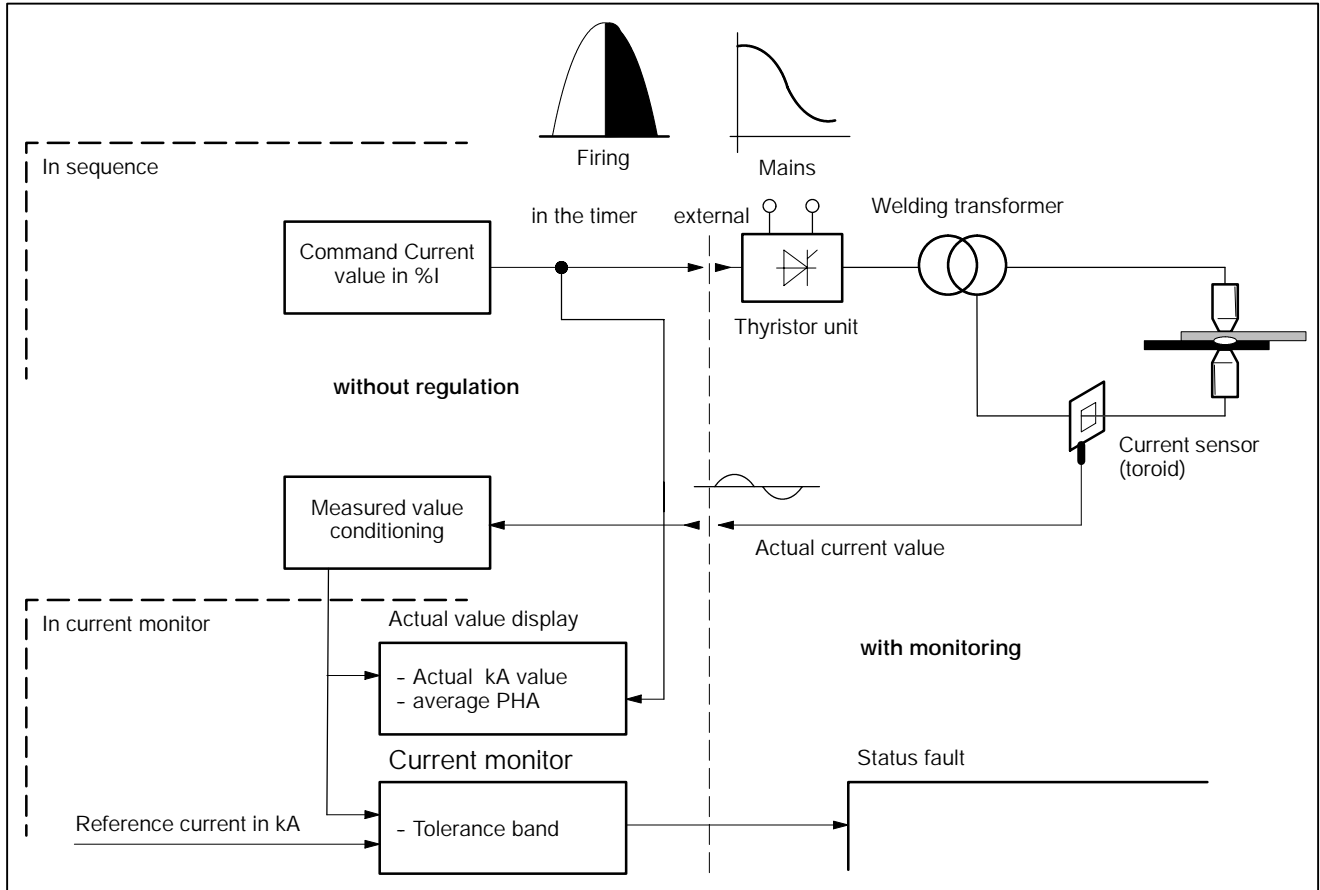 Firing
Mains
In sequence
in the timer
external
Welding transformer
Command Current
value in %I
Thyristor unit
without regulation
Current sensor
(toroid)
Measured value
conditioning
Actual current value
In current monitor
Actual value display
- Actual kA value
- average PHA
with monitoring
Current monitor
Status fault
Reference current in kA
- Tolerance band